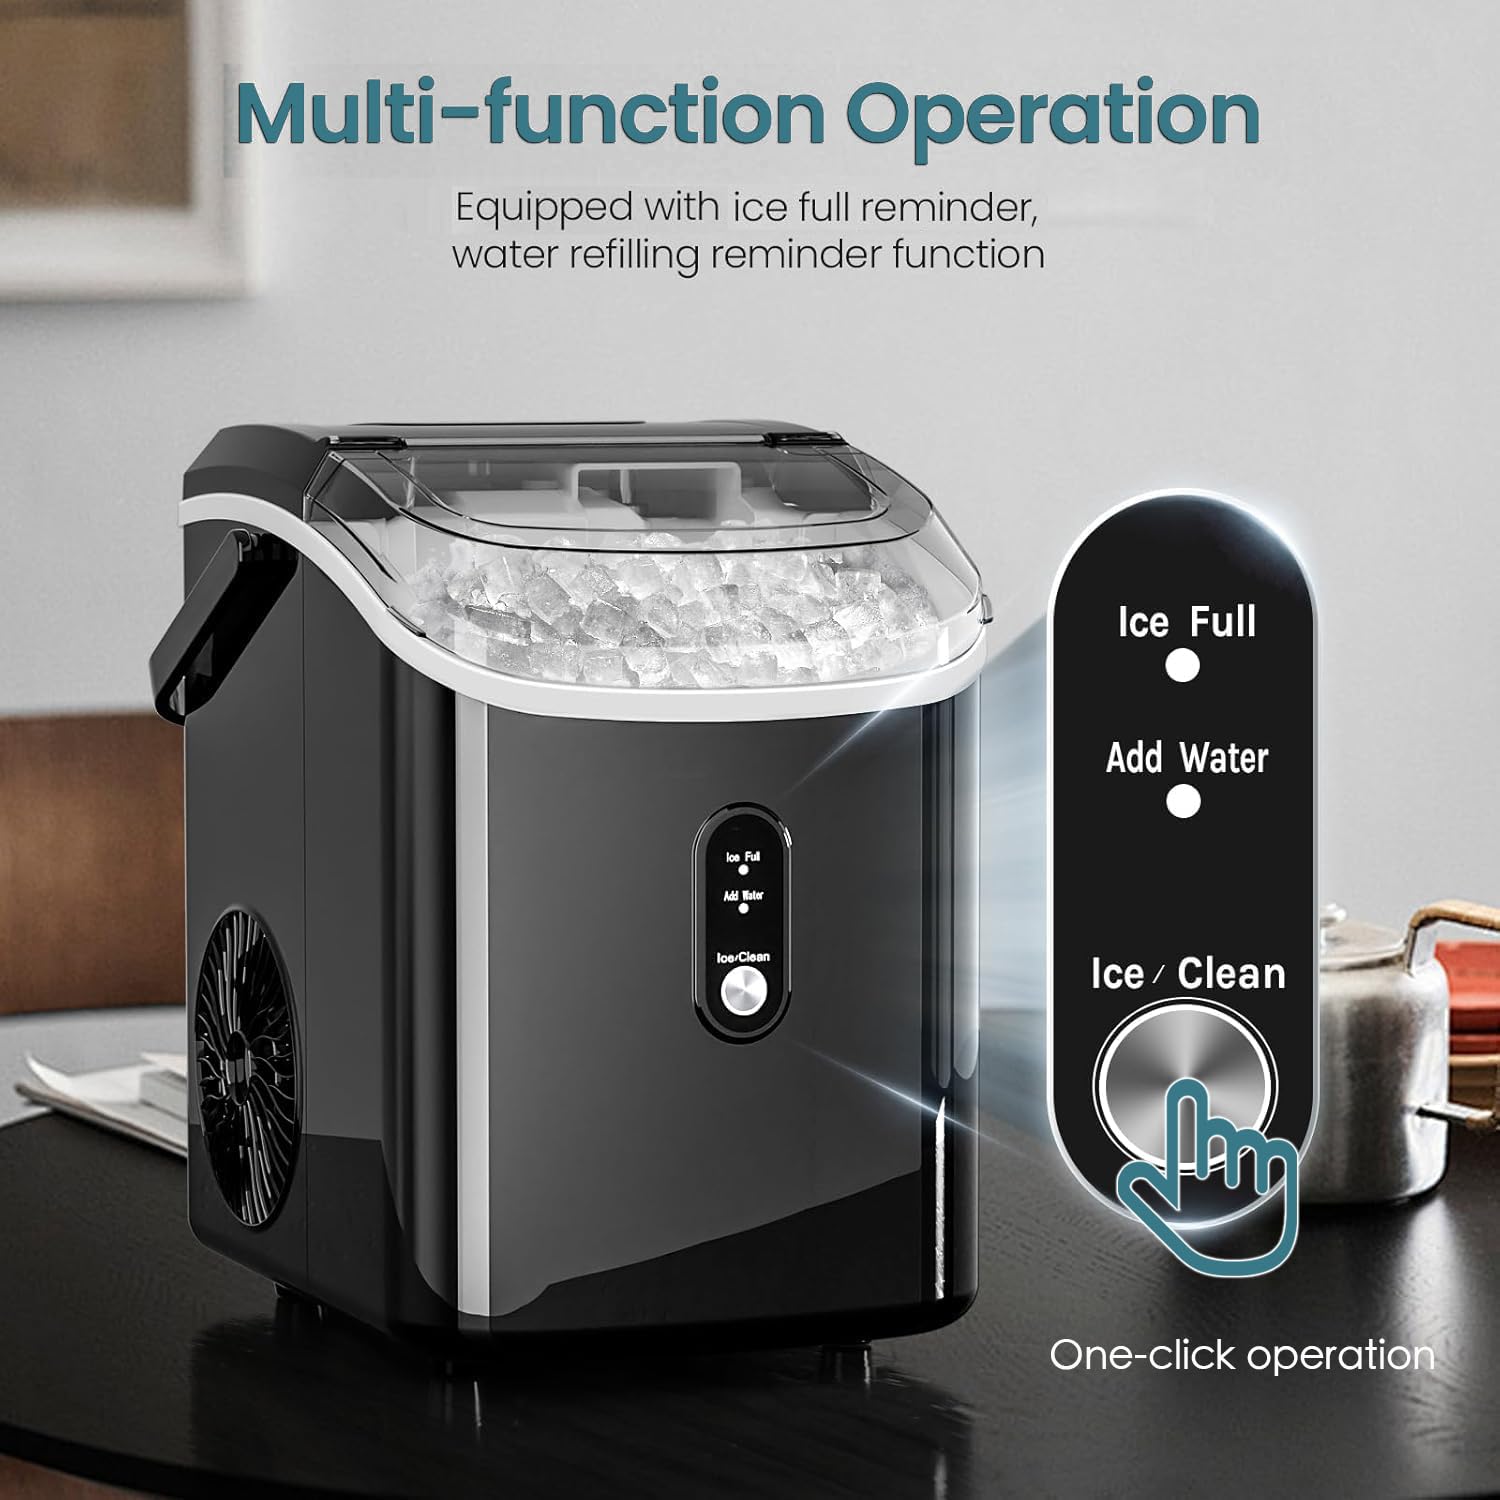 Multi-function Operation
Equipped with ice full reminder,
water refilling reminder function
Ice Full
Add Water
Ice/Clean
Ice Full
Add Water
Ice / Clean
One-click operation